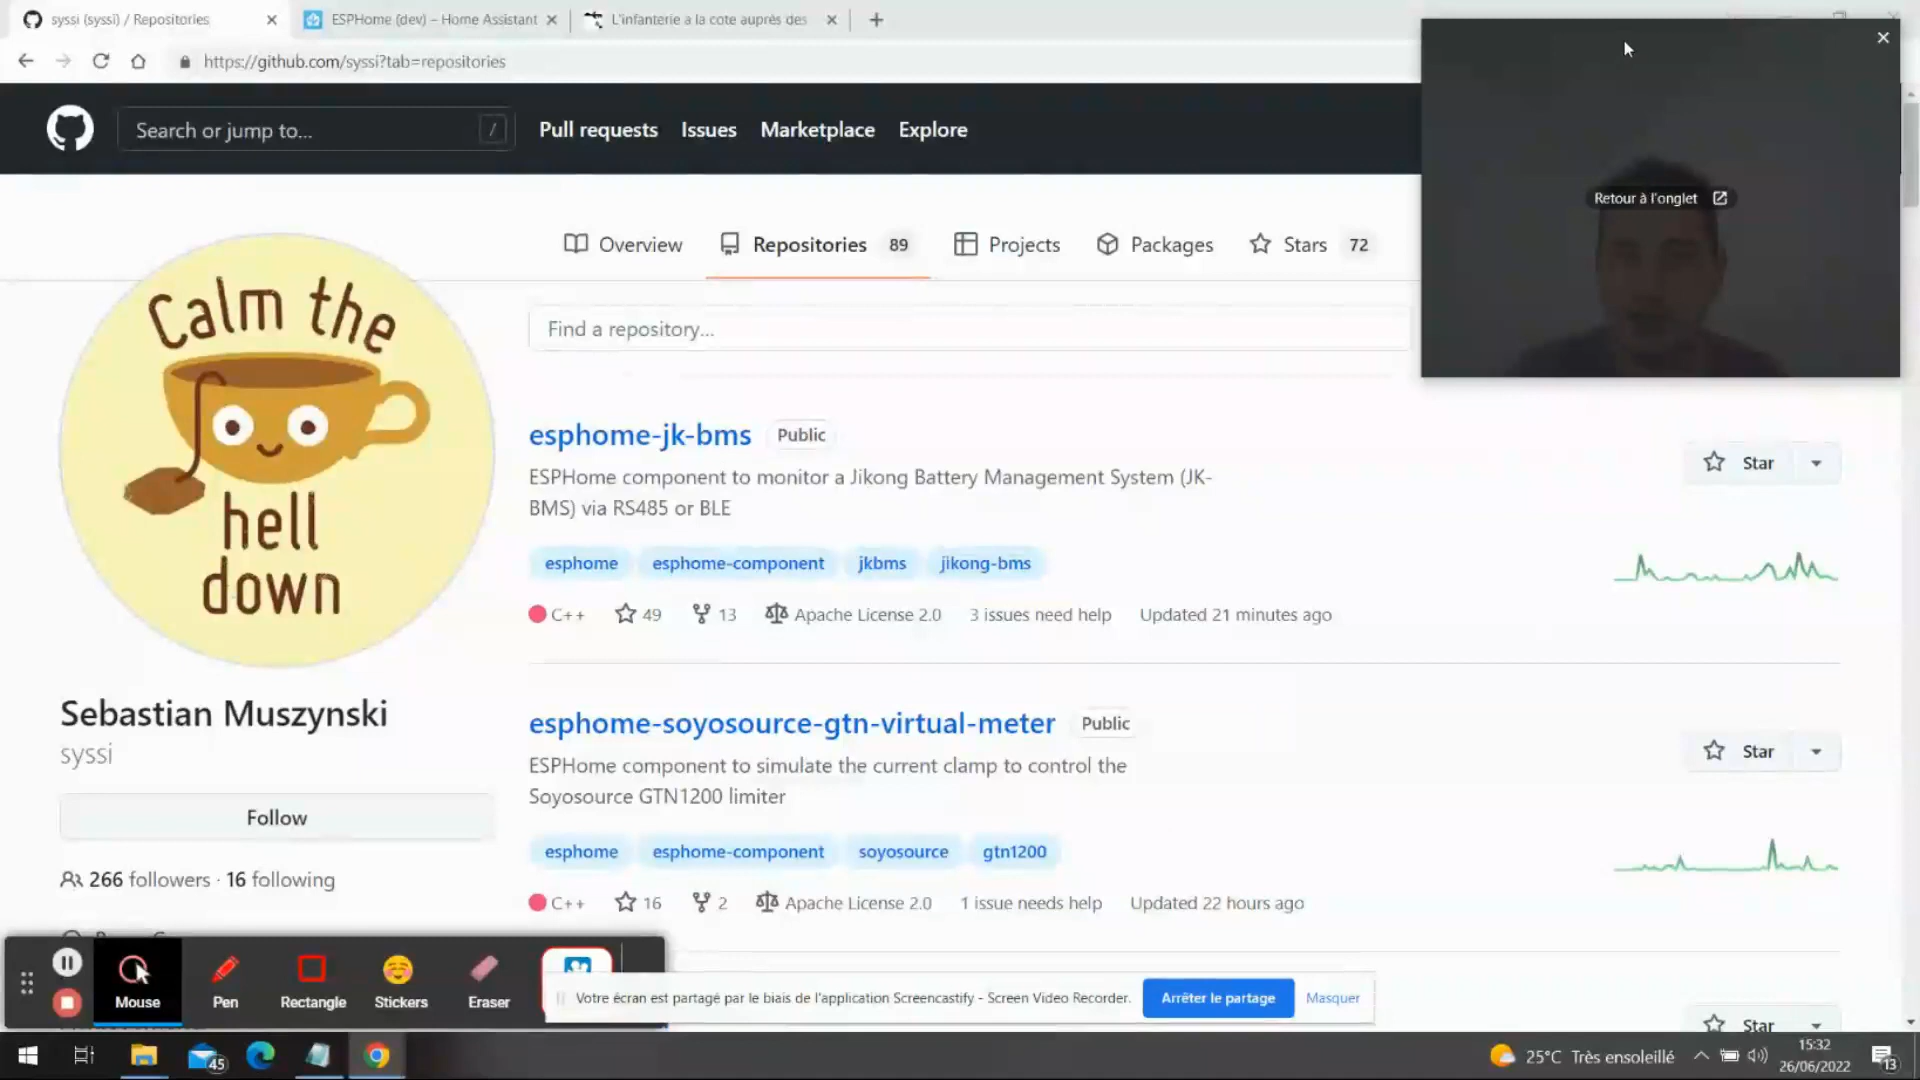 syssi (syssi) / Repositories
ESPHome (dev) – Home Assistant
L'infanterie a la cote auprès des
https://github.com/syssi?tab=repositories
Search or jump to...
/
Pull requests
Issues
Marketplace
Explore
Retour à l'onglet
Overview
Repositories 89
Projects
Packages
Stars 72
Find a repository...
Calm the
hell
down
esphome-jk-bms Public
ESPHome component to monitor a Jikong Battery Management System (JK-
BMS) via RS485 or BLE
Star
esphome esphome-component jkbms jikong-bms
C++ 49 13 Apache License 2.0 3 issues need help Updated 21 minutes ago
Sebastian Muszynski
syssi
Follow
266 followers · 16 following
esphome-soyosource-gtn-virtual-meter Public
ESPHome component to simulate the current clamp to control the
Soyosource GTN1200 limiter
Star
esphome esphome-component soyosource gtn1200
C++ 16 2 Apache License 2.0 1 issue needs help Updated 22 hours ago
Star
Mouse
Pen
Rectangle
Stickers
Eraser
Votre écran est partagé par le biais de l'application Screencastify - Screen Video Recorder.
Arrêter le partage
Masquer
45
25°C Très ensoleillé
15:32
26/06/2022
13